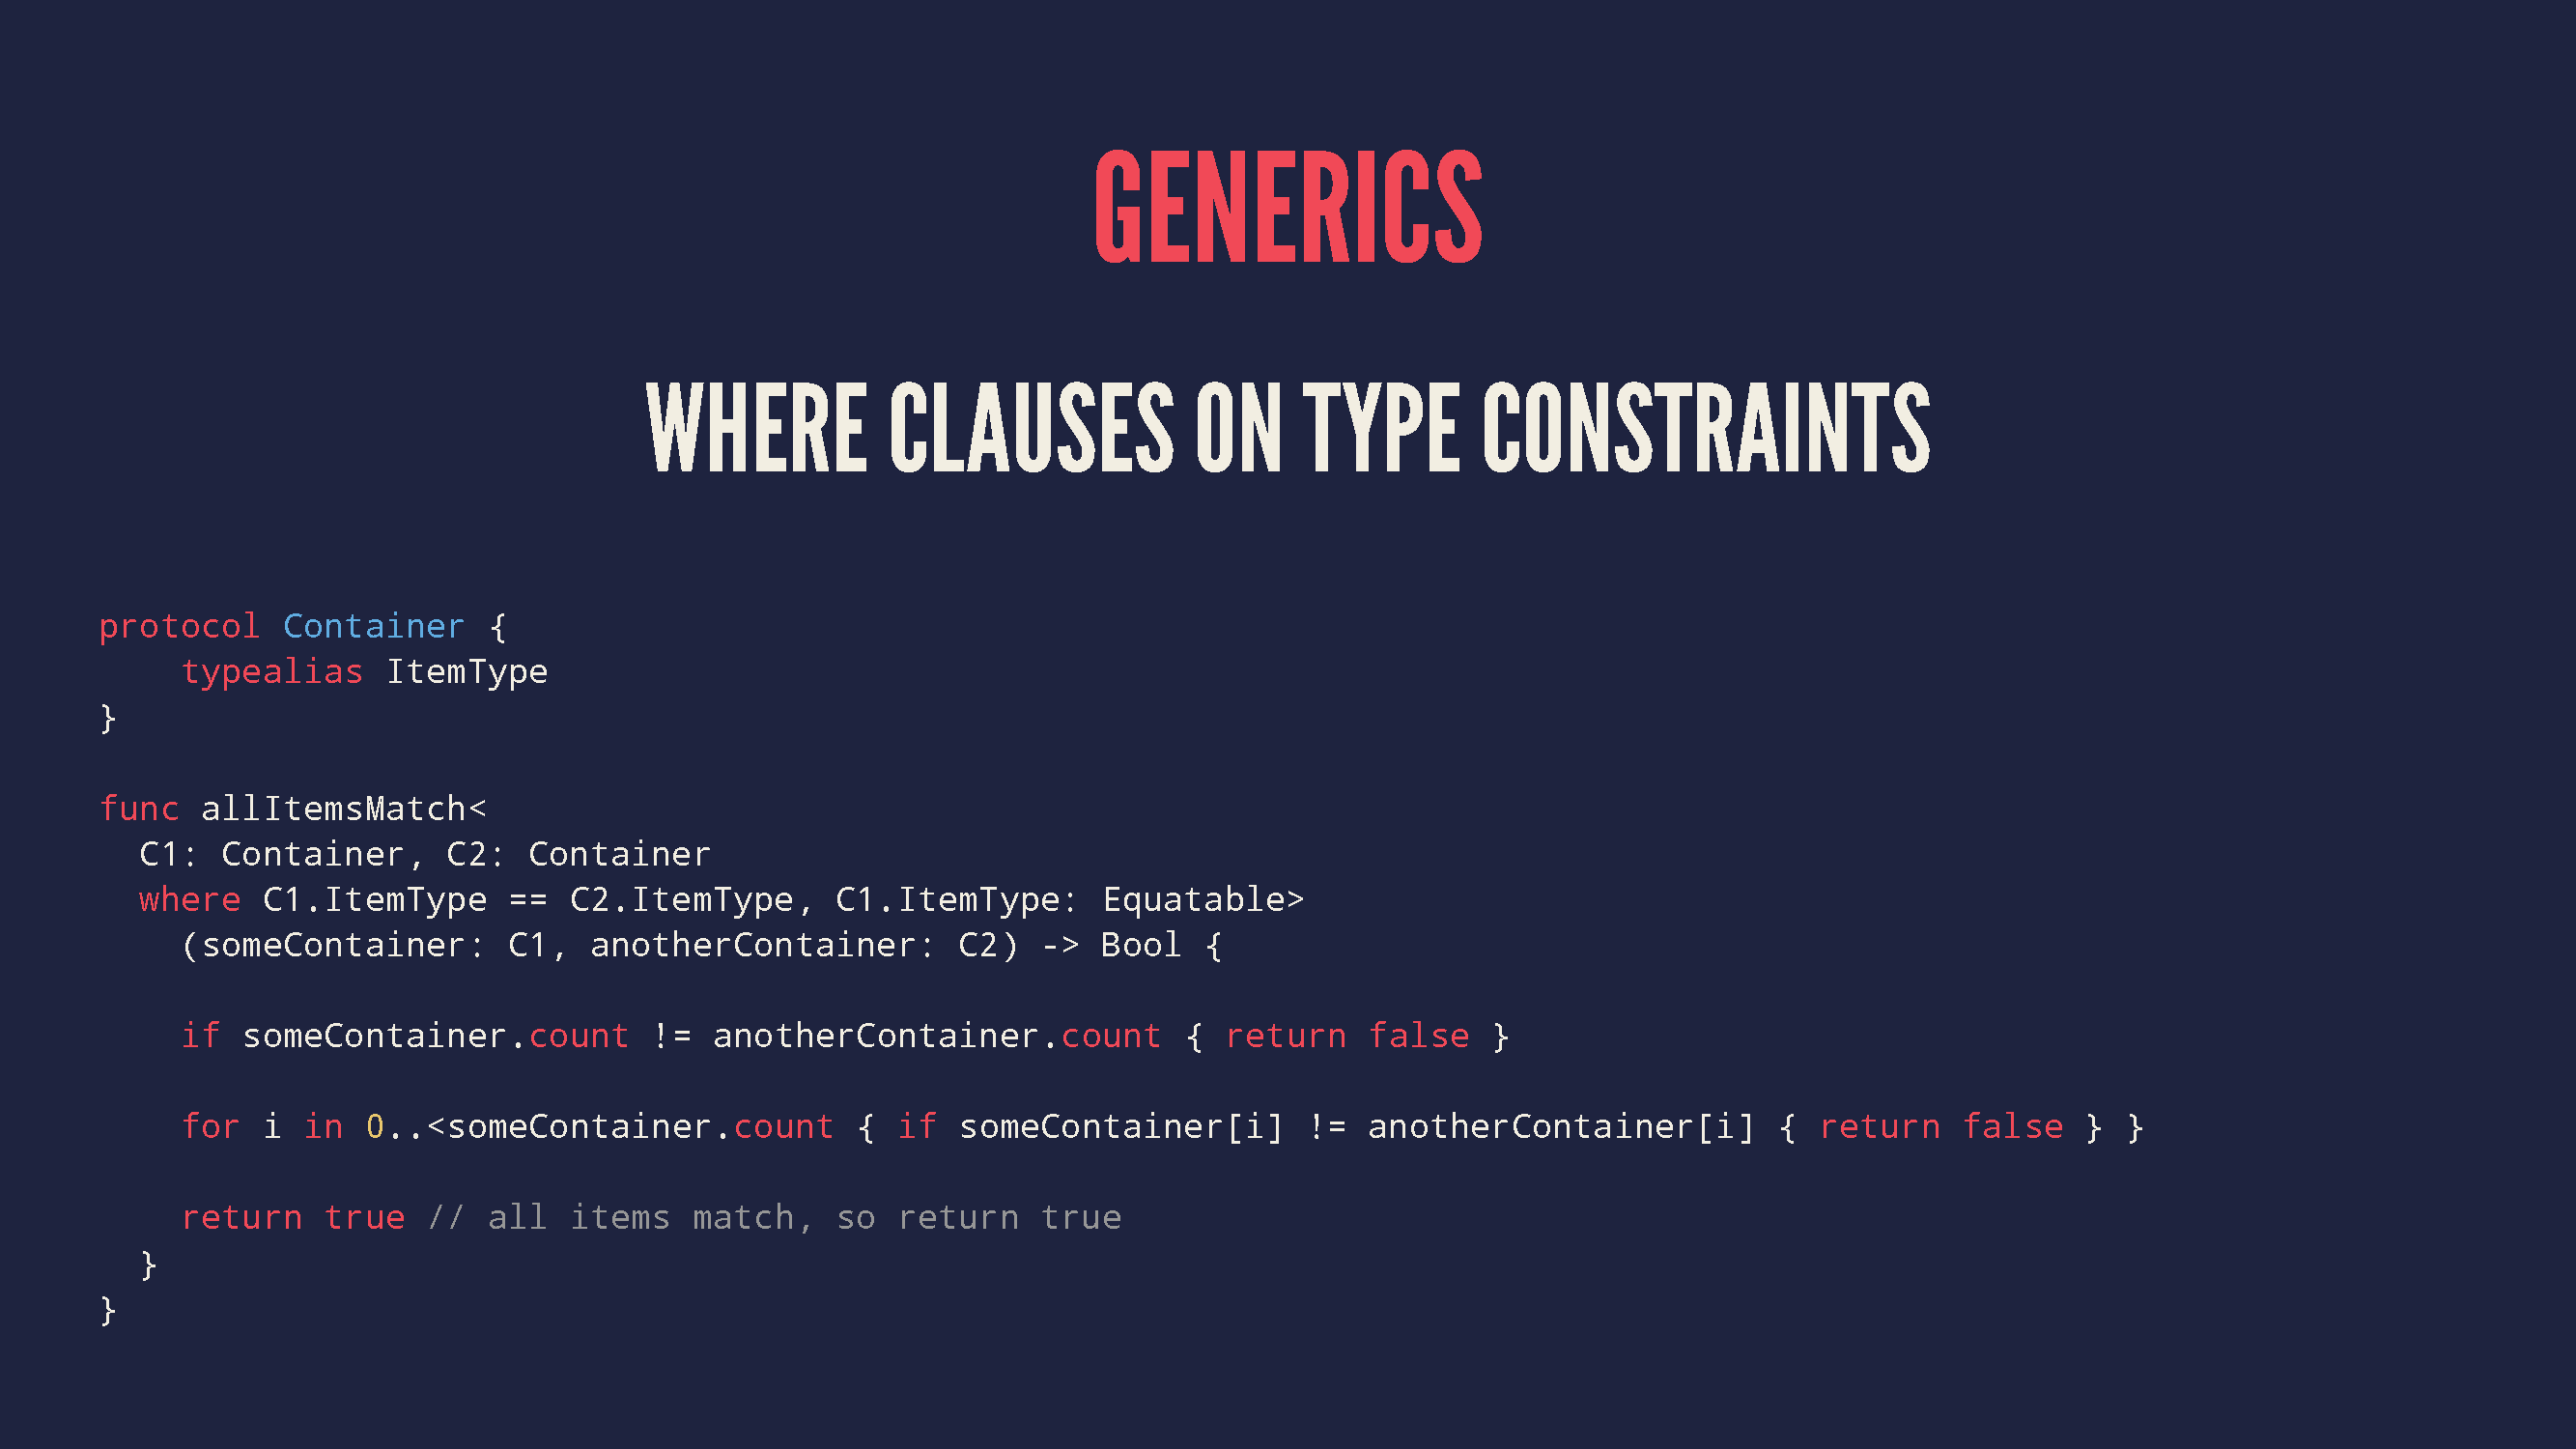 GENERICS
WHERE CLAUSES ON TYPE CONSTRAINTS
protocol Container {
    typealias ItemType
}
func allItemsMatch<
  C1: Container, C2: Container
  where C1.ItemType == C2.ItemType, C1.ItemType: Equatable>
    (someContainer: C1, anotherContainer: C2) -> Bool {
    if someContainer.count != anotherContainer.count { return false }
    for i in 0..<someContainer.count { if someContainer[i] != anotherContainer[i] { return false } }
    return true // all items match, so return true
  }
}